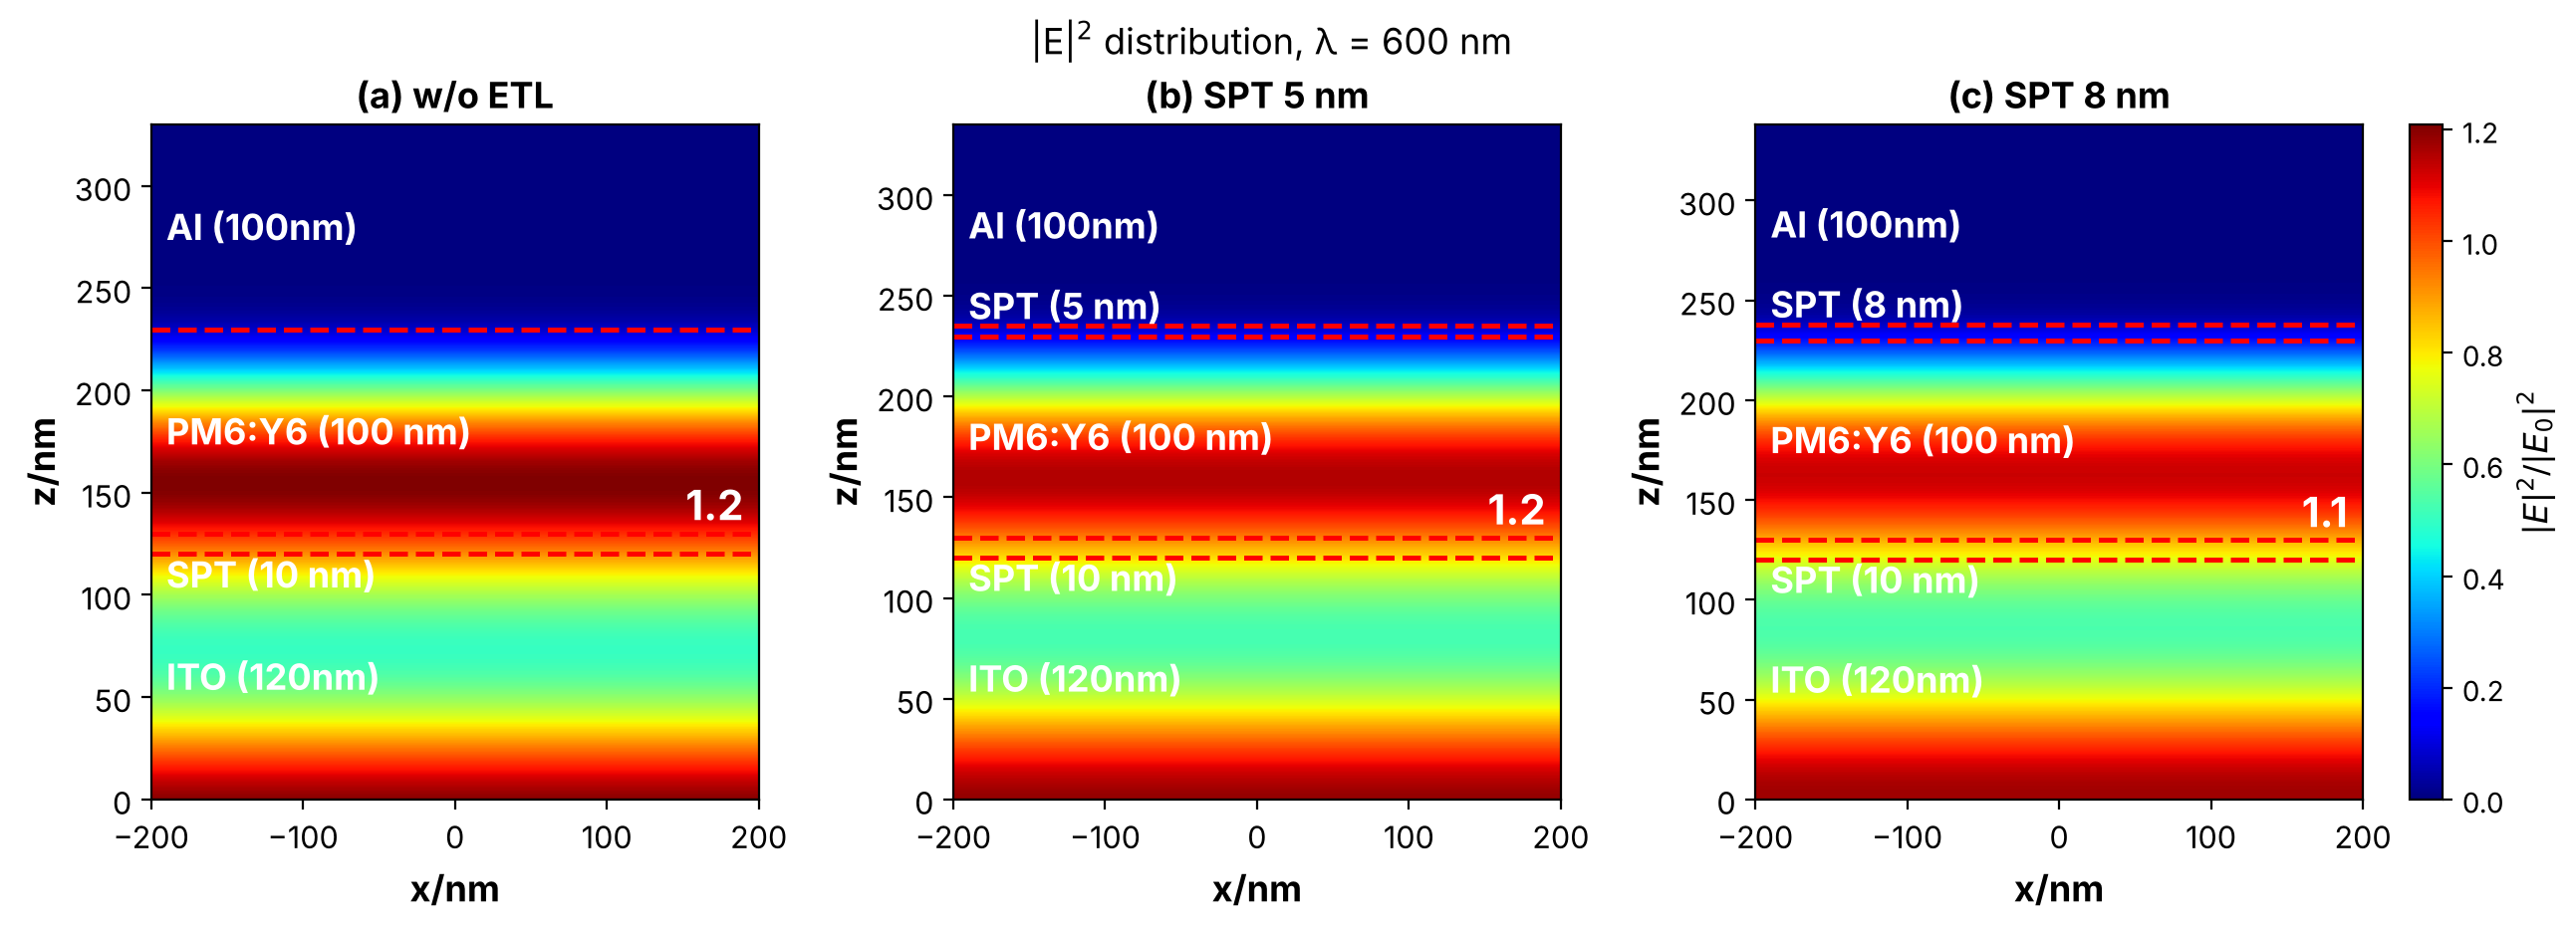 |E|² distribution, λ = 600 nm
(a) w/o ETL
(b) SPT 5 nm
(c) SPT 8 nm
z/nm
300
250
200
150
100
50
0
Al (100nm)
PM6:Y6 (100 nm)
1.2
SPT (10 nm)
ITO (120nm)
−200
−100
0
100
200
x/nm
z/nm
300
250
200
150
100
50
0
Al (100nm)
SPT (5 nm)
PM6:Y6 (100 nm)
1.2
SPT (10 nm)
ITO (120nm)
−200
−100
0
100
200
x/nm
z/nm
300
250
200
150
100
50
0
Al (100nm)
SPT (8 nm)
PM6:Y6 (100 nm)
1.1
SPT (10 nm)
ITO (120nm)
−200
−100
0
100
200
x/nm
1.2
1.0
0.8
0.6
0.4
0.2
0.0
|E|²/|E₀|²